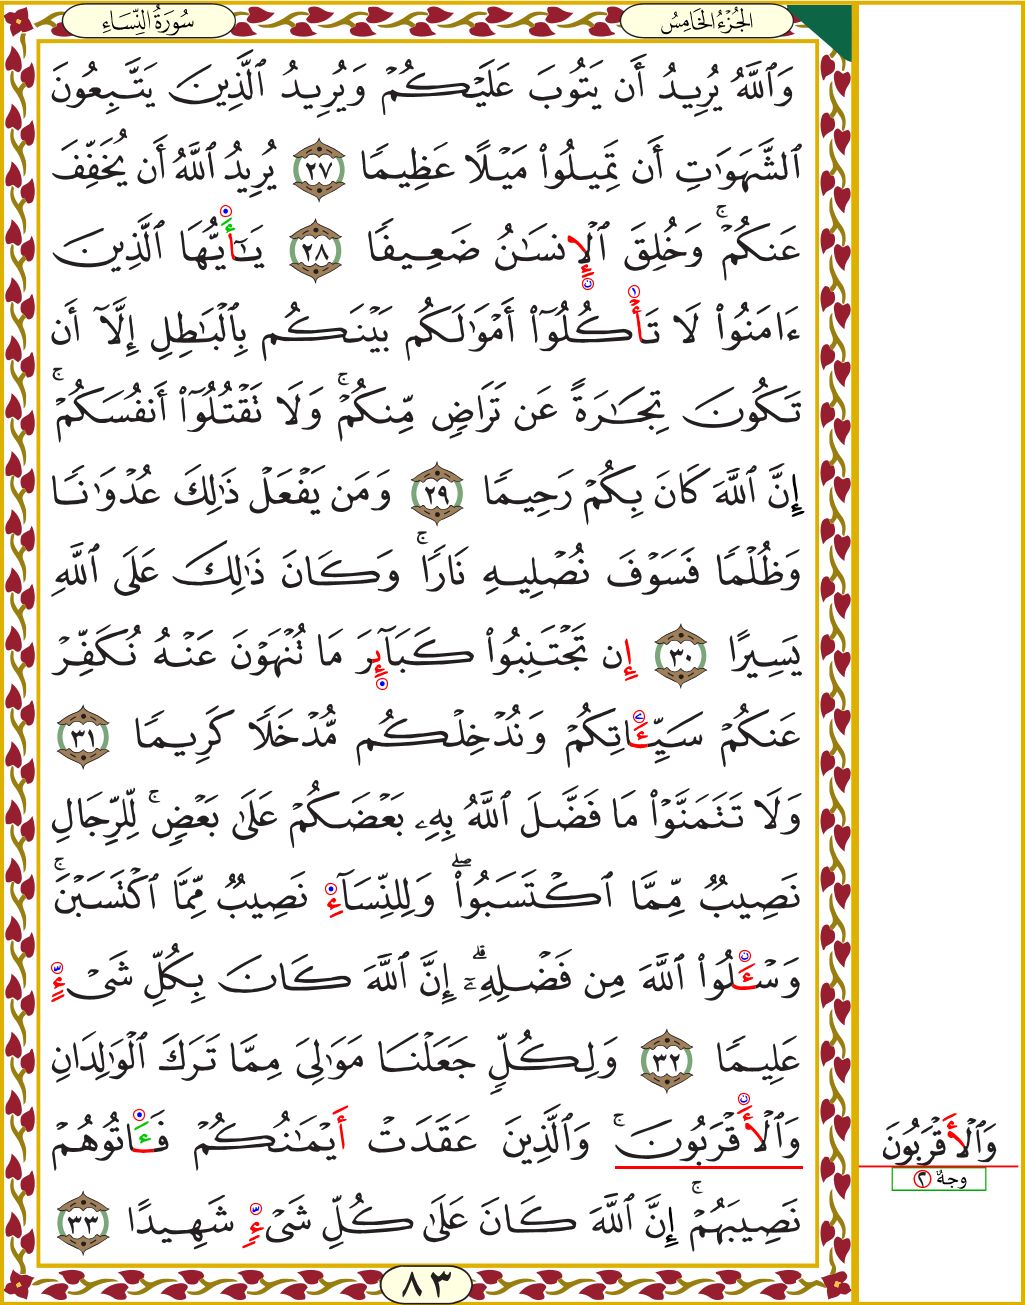 الجُزْءُ الخَامِسُ
سُورَةُ النِّسَاءِ
وَٱللَّهُ يُرِيدُ أَن يَتُوبَ عَلَيْكُمْ وَيُرِيدُ ٱلَّذِينَ يَتَّبِعُونَ
ٱلشَّهَوَٰتِ أَن تَمِيلُوا۟ مَيْلًا عَظِيمًا ٢٧ يُرِيدُ ٱللَّهُ أَن يُخَفِّفَ
عَنكُمْ ۚ وَخُلِقَ ٱلْإِنسَٰنُ ضَعِيفًا ٢٨ يَٰٓأَيُّهَا ٱلَّذِينَ
ءَامَنُوا۟ لَا تَأْكُلُوٓا۟ أَمْوَٰلَكُم بَيْنَكُم بِٱلْبَٰطِلِ إِلَّآ أَن
تَكُونَ تِجَٰرَةً عَن تَرَاضٍ مِّنكُمْ ۚ وَلَا تَقْتُلُوٓا۟ أَنفُسَكُمْ ۚ
إِنَّ ٱللَّهَ كَانَ بِكُمْ رَحِيمًا ٢٩ وَمَن يَفْعَلْ ذَٰلِكَ عُدْوَٰنًا
وَظُلْمًا فَسَوْفَ نُصْلِيهِ نَارًا ۚ وَكَانَ ذَٰلِكَ عَلَى ٱللَّهِ
يَسِيرًا ٣٠ إِن تَجْتَنِبُوا۟ كَبَآئِرَ مَا تُنْهَوْنَ عَنْهُ نُكَفِّرْ
عَنكُمْ سَيِّـَٔاتِكُمْ وَنُدْخِلْكُم مُّدْخَلًا كَرِيمًا ٣١
وَلَا تَتَمَنَّوْا۟ مَا فَضَّلَ ٱللَّهُ بِهِۦ بَعْضَكُمْ عَلَىٰ بَعْضٍ ۚ لِّلرِّجَالِ
نَصِيبٌ مِّمَّا ٱكْتَسَبُوا۟ ۖ وَلِلنِّسَآءِ نَصِيبٌ مِّمَّا ٱكْتَسَبْنَ ۚ
وَسْـَٔلُوا۟ ٱللَّهَ مِن فَضْلِهِۦٓ ۗ إِنَّ ٱللَّهَ كَانَ بِكُلِّ شَىْءٍ
عَلِيمًا ٣٢ وَلِكُلٍّ جَعَلْنَا مَوَٰلِىَ مِمَّا تَرَكَ ٱلْوَٰلِدَانِ
وَٱلْأَقْرَبُونَ ۚ وَٱلَّذِينَ عَقَدَتْ أَيْمَٰنُكُمْ فَـَٔاتُوهُمْ
نَصِيبَهُمْ ۚ إِنَّ ٱللَّهَ كَانَ عَلَىٰ كُلِّ شَىْءٍ شَهِيدًا ٣٣
وَٱلْأَقْرَبُونَ
وجهٌ ٢
٨٣